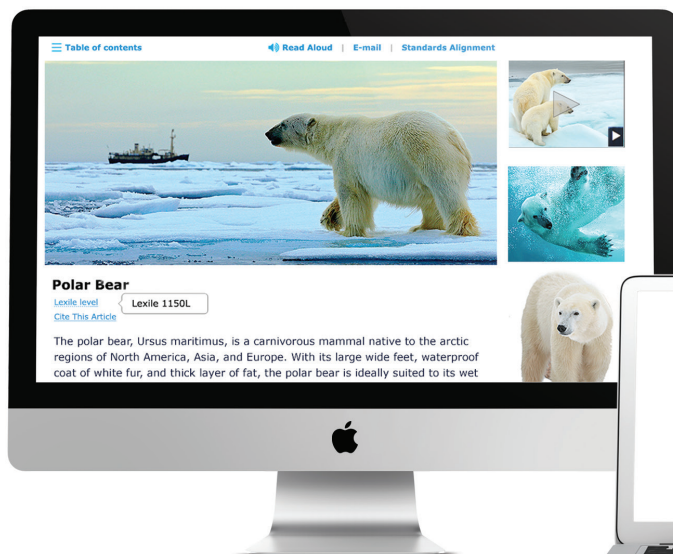 Table of contents
Read Aloud | E-mail | Standards Alignment
Polar Bear
Lexile level
Lexile 1150L
Cite This Article
The polar bear, Ursus maritimus, is a carnivorous mammal native to the arctic
regions of North America, Asia, and Europe. With its large wide feet, waterproof
coat of white fur, and thick layer of fat, the polar bear is ideally suited to its wet